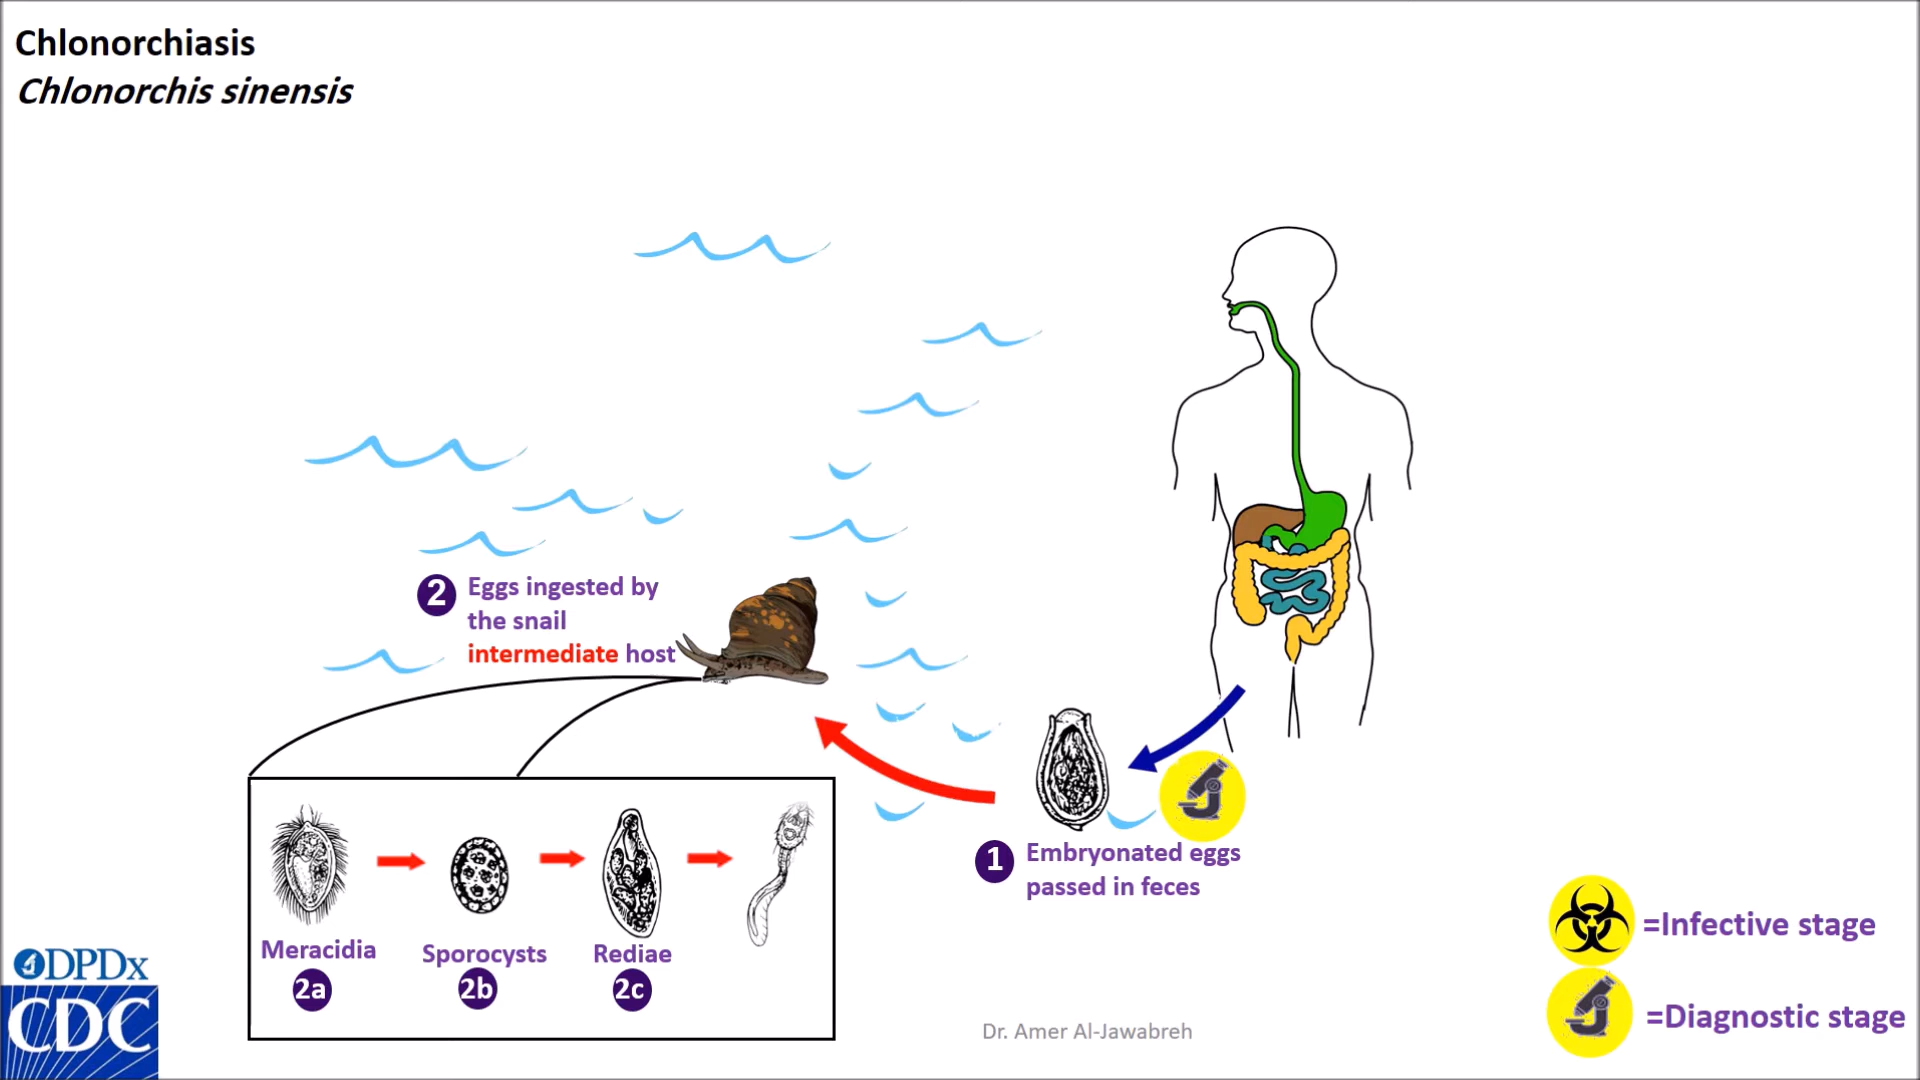 Chlonorchiasis
Chlonorchis sinensis
2 Eggs ingested by
the snail
intermediate host
1 Embryonated eggs
passed in feces
Meracidia
2a
Sporocysts
2b
Rediae
2c
=Infective stage
=Diagnostic stage
DPDx
CDC
Dr. Amer Al-Jawabreh